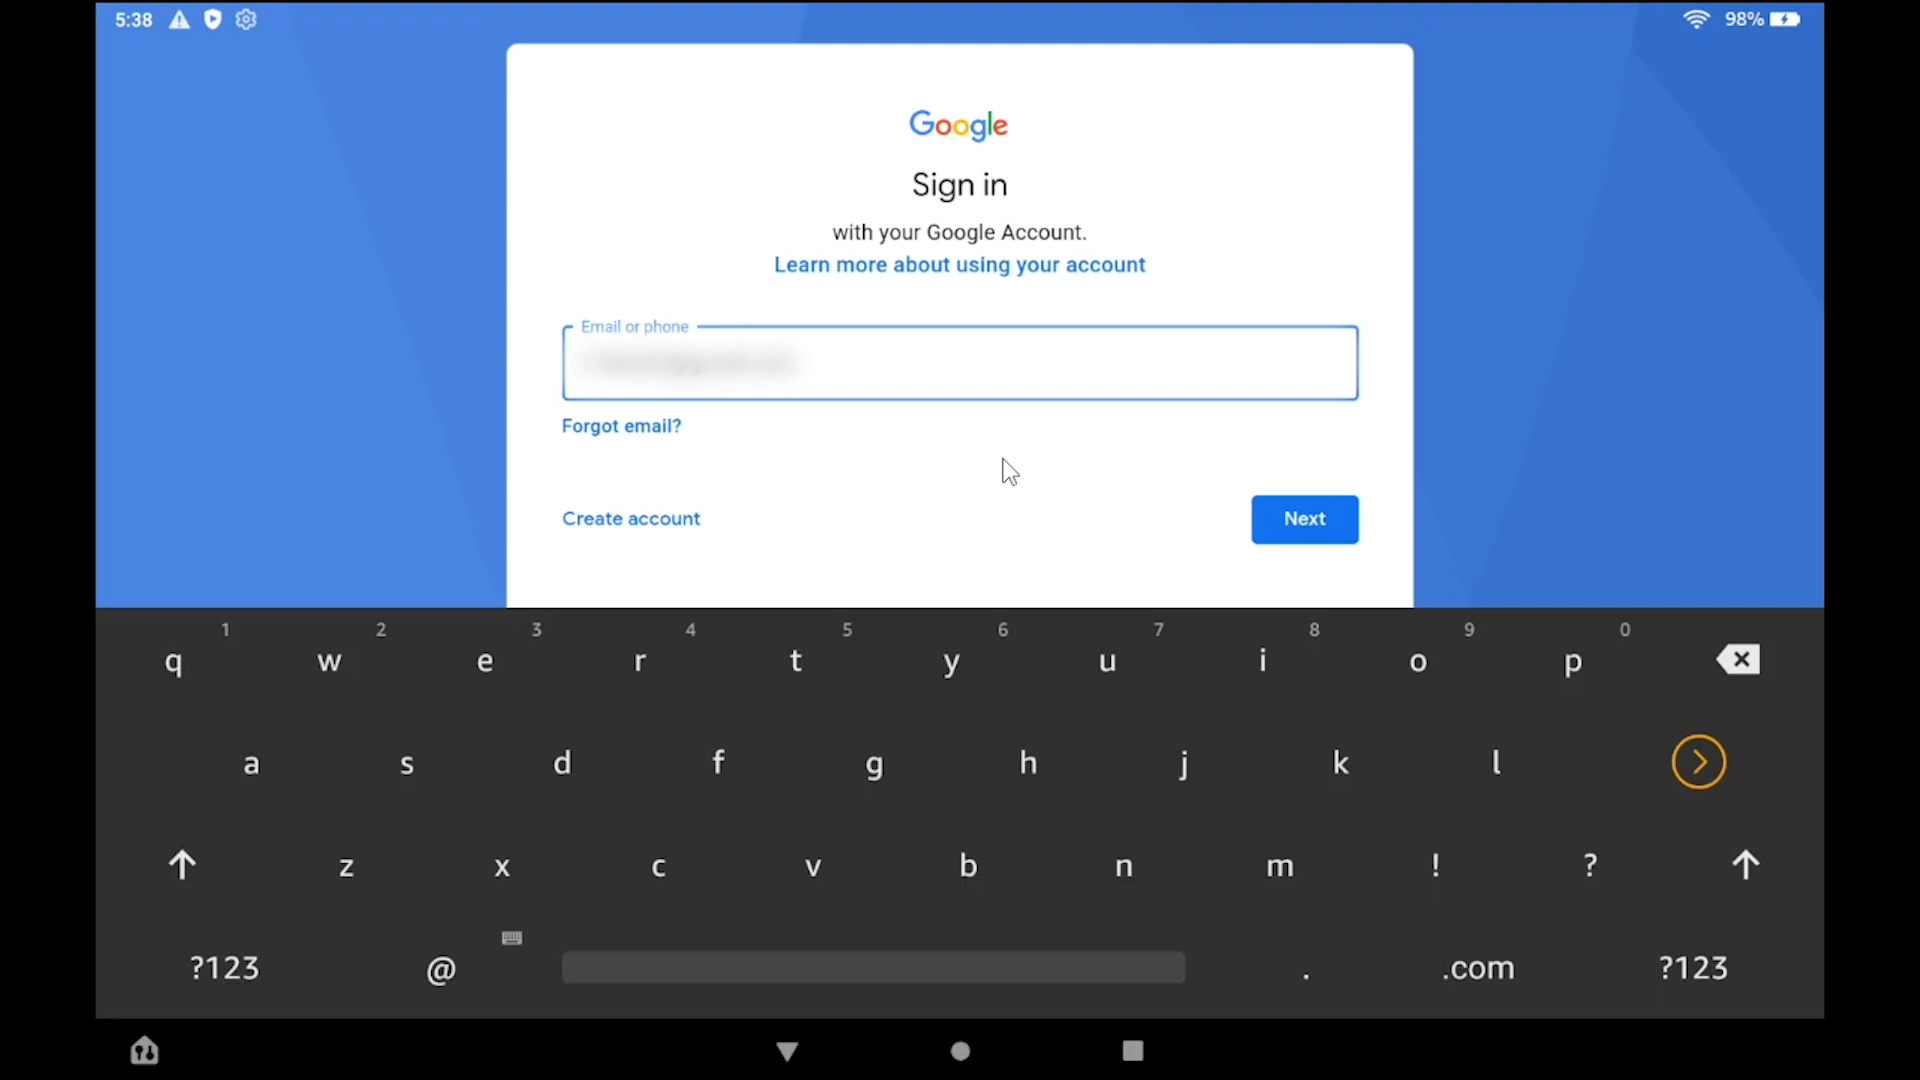 5:38
98%
Google
Sign in
with your Google Account.
Learn more about using your account
Email or phone
Forgot email?
Create account
Next
1 2 3 4 5 6 7 8 9 0
q w e r t y u i o p
a s d f g h j k l
z x c v b n m ! ?
?123 @ . .com ?123